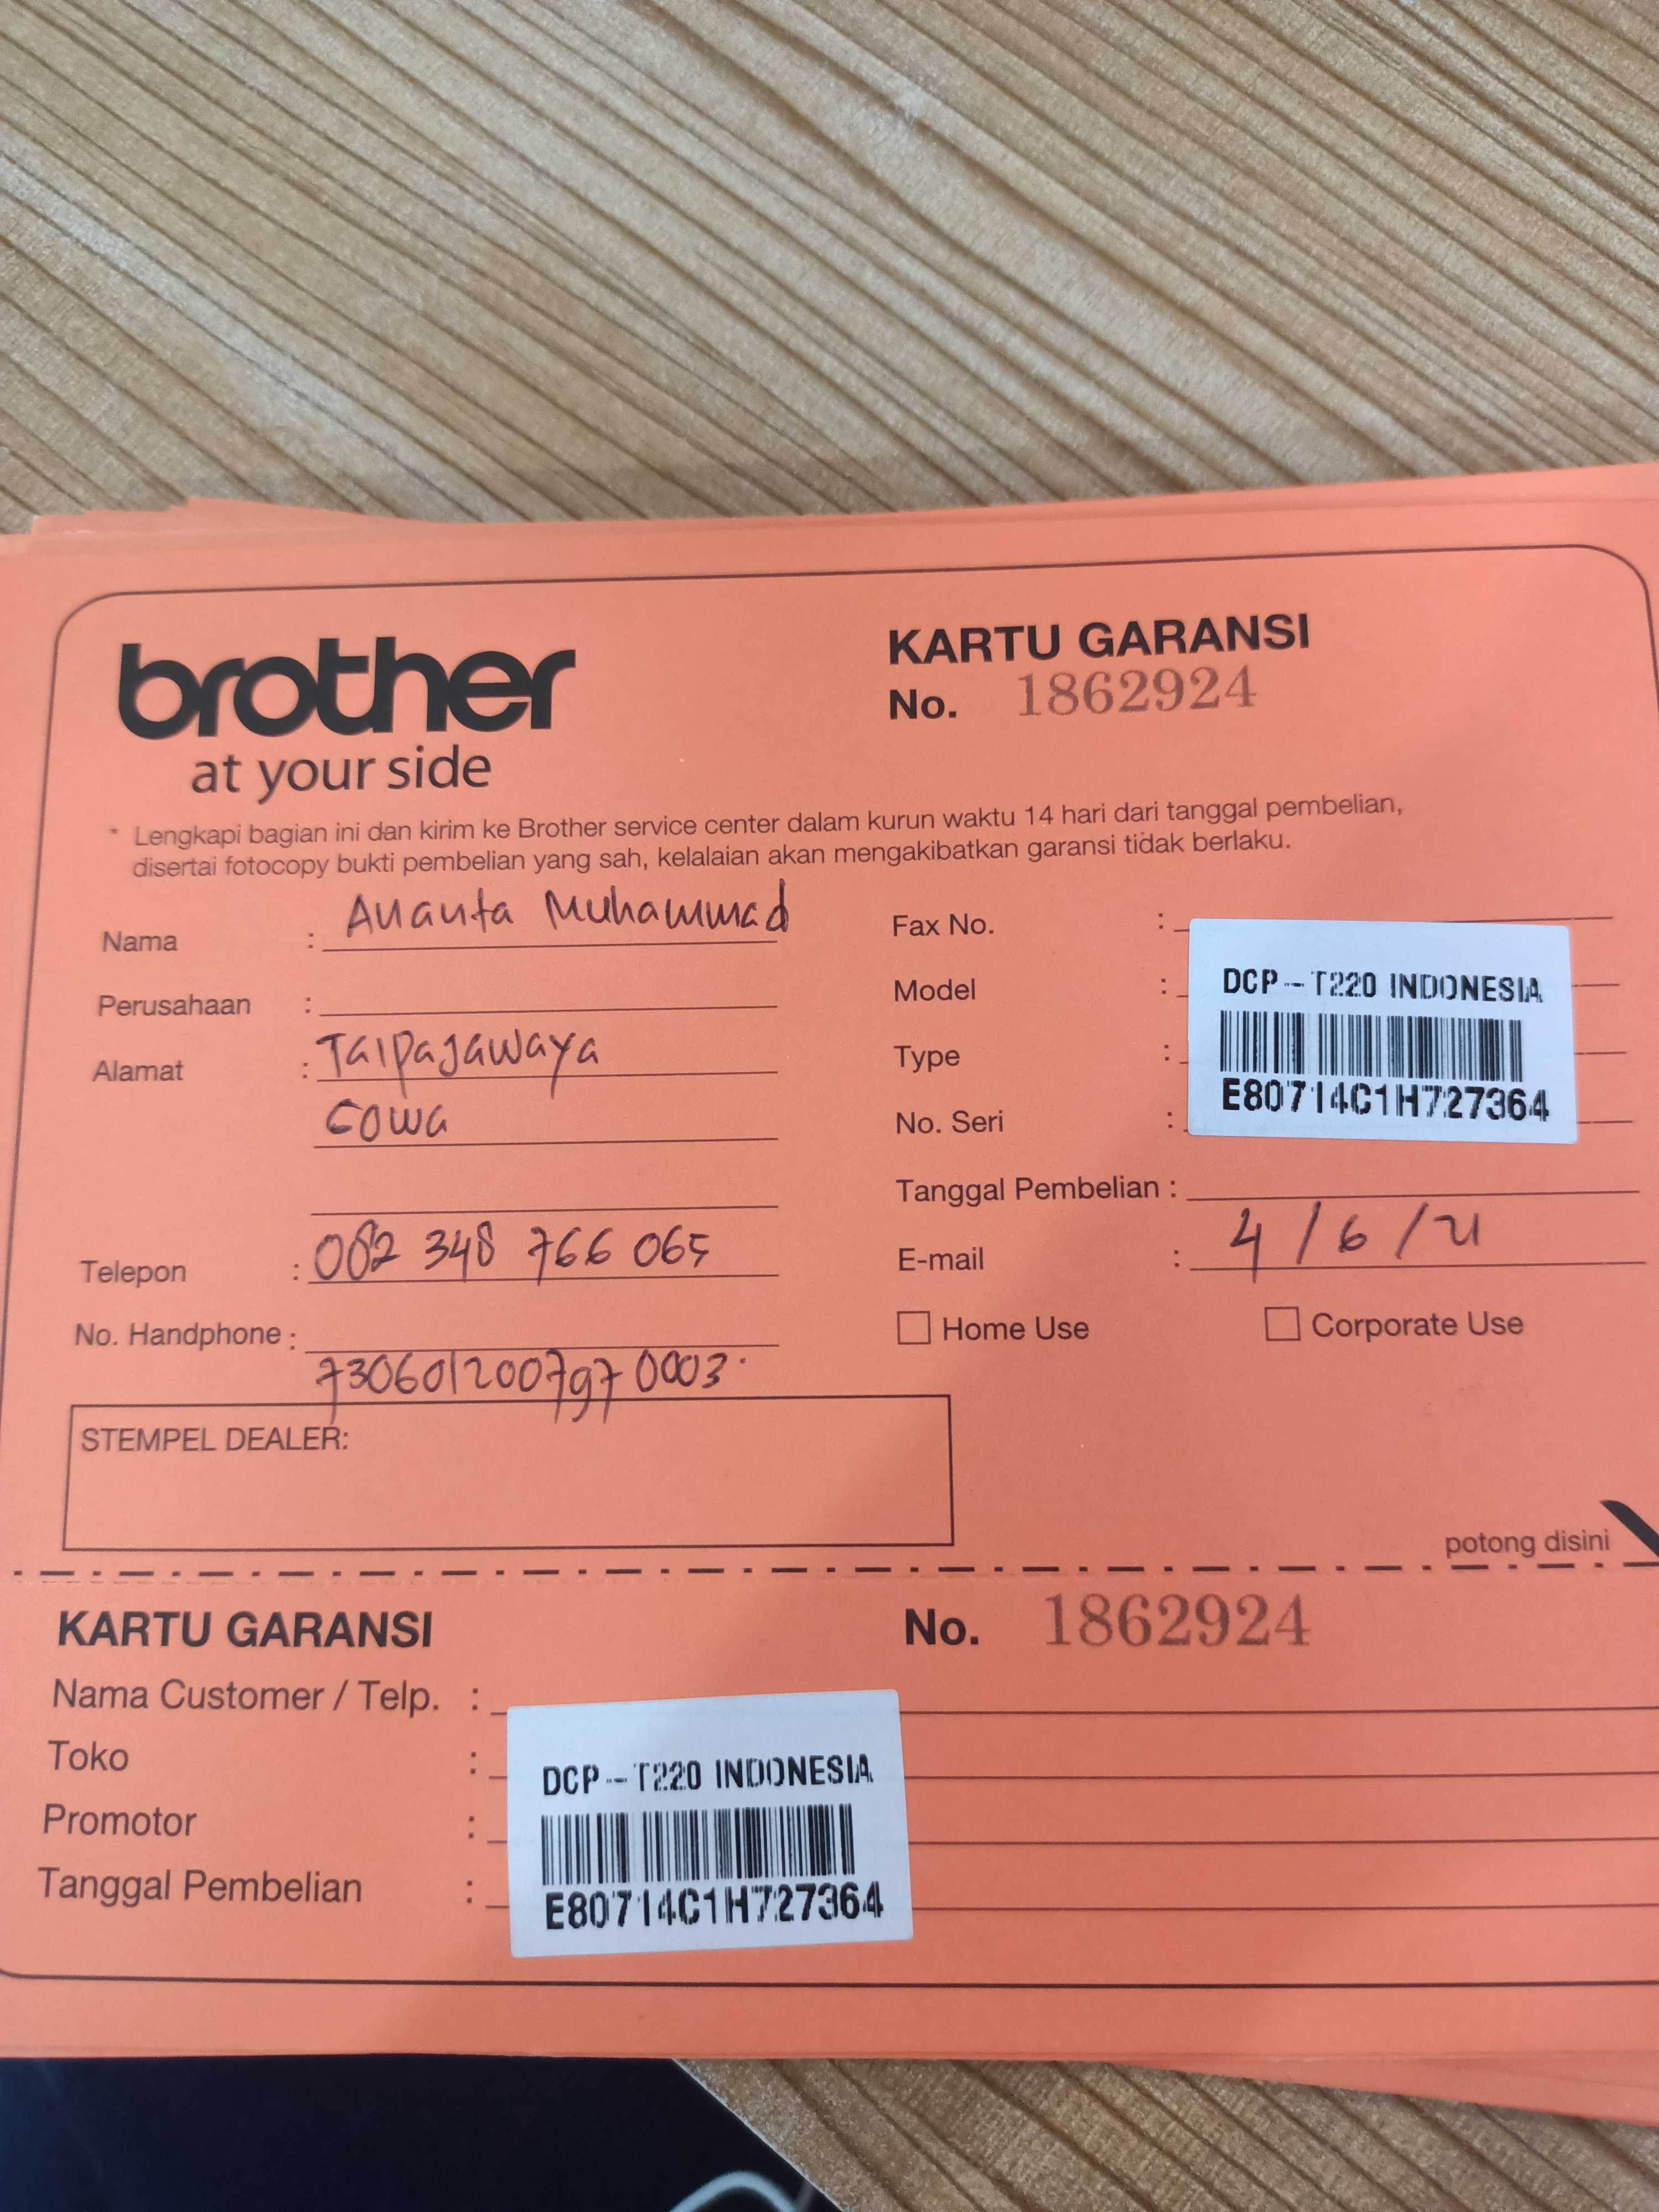 brother
at your side
KARTU GARANSI
No. 1862924
* Lengkapi bagian ini dan kirim ke Brother service center dalam kurun waktu 14 hari dari tanggal pembelian,
disertai fotocopy bukti pembelian yang sah, kelalaian akan mengakibatkan garansi tidak berlaku.
Nama : Ananta Muhammad
Perusahaan :
Alamat : Taipajawaya
Gowa
Telepon : 082 348 766 065
No. Handphone :
7306012007970003.
STEMPEL DEALER:
Fax No. :
Model :
Type :
No. Seri :
DCP-T220 INDONESIA
E80714C1H727364
Tanggal Pembelian :
E-mail : 4/6/21
Home Use
Corporate Use
potong disini
KARTU GARANSI
No. 1862924
Nama Customer / Telp. :
Toko :
Promotor :
Tanggal Pembelian :
DCP-T220 INDONESIA
E80714C1H727364